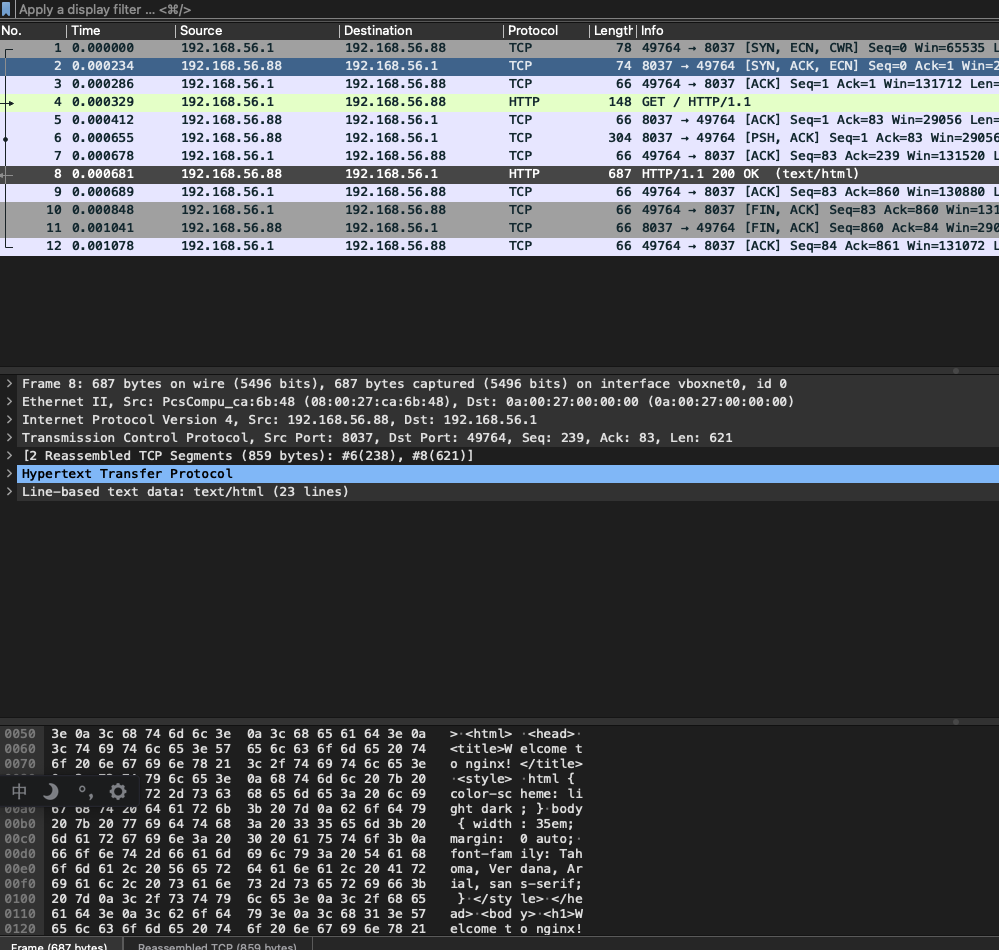 Apply a display filter ... <⌘/>
No. Time Source Destination Protocol Length Info
1 0.000000 192.168.56.1 192.168.56.88 TCP 78 49764 → 8037 [SYN, ECN, CWR] Seq=0 Win=65535 L
2 0.000234 192.168.56.88 192.168.56.1 TCP 74 8037 → 49764 [SYN, ACK, ECN] Seq=0 Ack=1 Win=2
3 0.000286 192.168.56.1 192.168.56.88 TCP 66 49764 → 8037 [ACK] Seq=1 Ack=1 Win=131712 Len=
4 0.000329 192.168.56.1 192.168.56.88 HTTP 148 GET / HTTP/1.1
5 0.000412 192.168.56.88 192.168.56.1 TCP 66 8037 → 49764 [ACK] Seq=1 Ack=83 Win=29056 Len
6 0.000655 192.168.56.88 192.168.56.1 TCP 304 8037 → 49764 [PSH, ACK] Seq=1 Ack=83 Win=29056
7 0.000678 192.168.56.1 192.168.56.88 TCP 66 49764 → 8037 [ACK] Seq=83 Ack=239 Win=131520 L
8 0.000681 192.168.56.88 192.168.56.1 HTTP 687 HTTP/1.1 200 OK  (text/html)
9 0.000689 192.168.56.1 192.168.56.88 TCP 66 49764 → 8037 [ACK] Seq=83 Ack=860 Win=130880 L
10 0.000848 192.168.56.1 192.168.56.88 TCP 66 49764 → 8037 [FIN, ACK] Seq=83 Ack=860 Win=131
11 0.001041 192.168.56.88 192.168.56.1 TCP 66 8037 → 49764 [FIN, ACK] Seq=860 Ack=84 Win=290
12 0.001078 192.168.56.1 192.168.56.88 TCP 66 49764 → 8037 [ACK] Seq=84 Ack=861 Win=131072 L
Frame 8: 687 bytes on wire (5496 bits), 687 bytes captured (5496 bits) on interface vboxnet0, id 0
Ethernet II, Src: PcsCompu_ca:6b:48 (08:00:27:ca:6b:48), Dst: 0a:00:27:00:00:00 (0a:00:27:00:00:00)
Internet Protocol Version 4, Src: 192.168.56.88, Dst: 192.168.56.1
Transmission Control Protocol, Src Port: 8037, Dst Port: 49764, Seq: 239, Ack: 83, Len: 621
[2 Reassembled TCP Segments (859 bytes): #6(238), #8(621)]
Hypertext Transfer Protocol
Line-based text data: text/html (23 lines)
0050 3e 0a 3c 68 74 6d 6c 3e 0a 3c 68 65 61 64 3e 0a >·<html> ·<head>·
0060 3c 74 69 74 6c 65 3e 57 65 6c 63 6f 6d 65 20 74 <title>W elcome t
0070 6f 20 6e 67 69 6e 78 21 3c 2f 74 69 74 6c 65 3e o nginx! </title>
79 6c 65 3e 0a 68 74 6d 6c 20 7b 20 ·<style> ·html {
中 °, 72 2d 73 63 68 65 6d 65 3a 20 6c 69 color-sc heme: li
00a0 67 68 74 20 64 61 72 6b 3b 20 7d 0a 62 6f 64 79 ght dark ; }·body
00b0 20 7b 20 77 69 64 74 68 3a 20 33 35 65 6d 3b 20 { width : 35em;
00c0 6d 61 72 67 69 6e 3a 20 30 20 61 75 74 6f 3b 0a margin: 0 auto;·
00d0 66 6f 6e 74 2d 66 61 6d 69 6c 79 3a 20 54 61 68 font-fam ily: Tah
00e0 6f 6d 61 2c 20 56 65 72 64 61 6e 61 2c 20 41 72 oma, Ver dana, Ar
00f0 69 61 6c 2c 20 73 61 6e 73 2d 73 65 72 69 66 3b ial, san s-serif;
0100 20 7d 0a 3c 2f 73 74 79 6c 65 3e 0a 3c 2f 68 65 }·</sty le>·</he
0110 61 64 3e 0a 3c 62 6f 64 79 3e 0a 3c 68 31 3e 57 ad>·<bod y>·<h1>W
0120 65 6c 63 6f 6d 65 20 74 6f 20 6e 67 69 6e 78 21 elcome t o nginx!
Frame (687 bytes) Reassembled TCP (859 bytes)